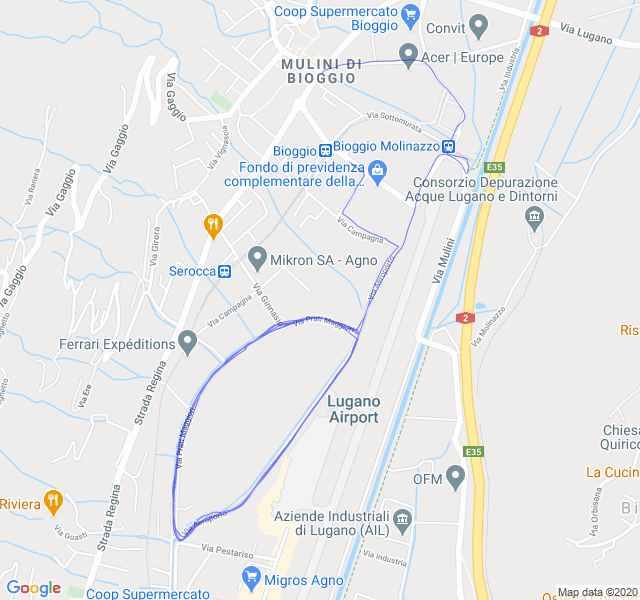 Coop Supermercato
Bioggio
Convit
Via Lugano
2
MULINI DI
BIOGGIO
Acer | Europe
Via Industria
Via Gaggio
Via Gaggio
Via Sottomurata
Via Vignascia
Bioggio
Bioggio Molinazzo
E35
Fondo di previdenza
complementare della...
Consorzio Depurazione
Acque Lugano e Dintorni
Via Renera
Via Gaggio
Via Girora
Via Campagna
Mikron SA - Agno
Via Mulini
Serocca
Via Aeroporto
Via Gaggio
Via Ginnasio
Via Campagna
Via Prati Maggiori
2
Via Molinazzo
Ferrari Expéditions
Strada Regina
Via Ere
Lugano
Airport
Via Prati Maggiori
Chiesa
Quirico
E35
La Cucin
OFM
Riviera
Strada Regina
Via Orbisana
Bi
Via Aeroporto
Aziende Industriali
di Lugano (AIL)
Via Guasti
Via Pestariso
Via Industria
Migros Agno
Coop Supermercato
Google
Map data ©2020